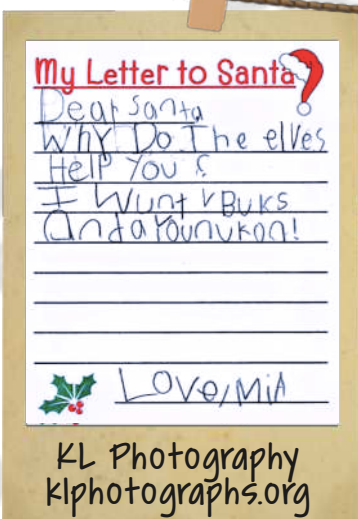 My Letter to Santa
Dear Santa
Why Do The elves
Help You ?
I Wunt v Buks
And a Younukon!
Love, Mia
KL Photography
klphotographs.org